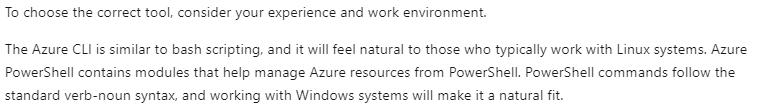 To choose the correct tool, consider your experience and work environment.
The Azure CLI is similar to bash scripting, and it will feel natural to those who typically work with Linux systems. Azure
PowerShell contains modules that help manage Azure resources from PowerShell. PowerShell commands follow the
standard verb-noun syntax, and working with Windows systems will make it a natural fit.